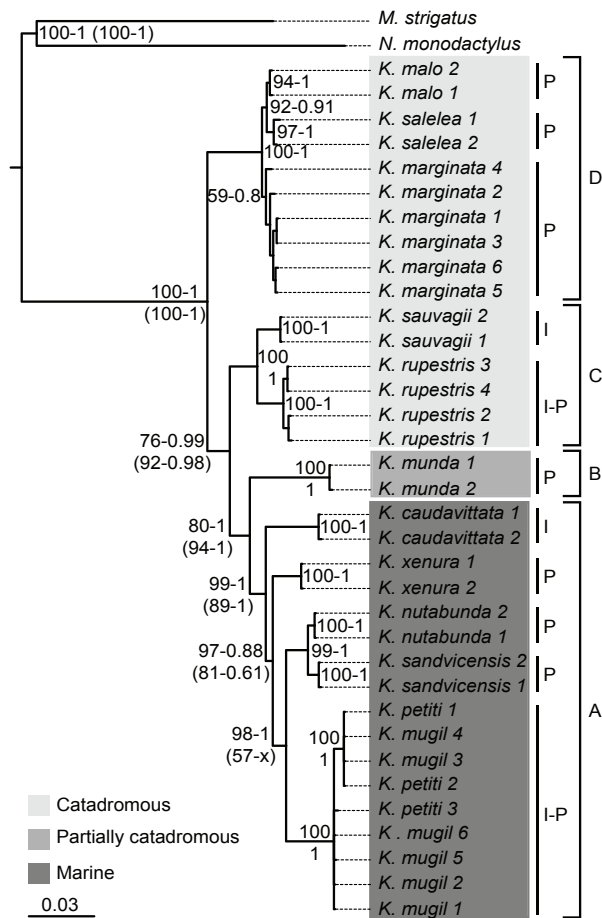 M. strigatus
100-1 (100-1)
N. monodactylus
K. malo 2
94-1
P
K. malo 1
92-0.91
K. salelea 1
97-1
P
K. salelea 2
100-1
K. marginata 4
D
59-0.8
K. marginata 2
K. marginata 1
P
K. marginata 3
K. marginata 6
100-1
K. marginata 5
(100-1)
K. sauvagii 2
100-1
I
K. sauvagii 1
100
1
K. rupestris 3
C
K. rupestris 4
100-1
I-P
K. rupestris 2
76-0.99
K. rupestris 1
(92-0.98)
100
1
K. munda 1
P
B
K. munda 2
80-1
(94-1)
K. caudavittata 1
100-1
I
K. caudavittata 2
99-1
(89-1)
K. xenura 1
100-1
P
K. xenura 2
K. nutabunda 2
100-1
P
K. nutabunda 1
97-0.88
(81-0.61)
99-1
K. sandvicensis 2
100-1
P
K. sandvicensis 1
A
K. petiti 1
98-1
(57-x)
100
1
K. mugil 4
K. mugil 3
K. petiti 2
Catadromous
K. petiti 3
I-P
Partially catadromous
K . mugil 6
100
1
K. mugil 5
Marine
K. mugil 2
0.03
K. mugil 1